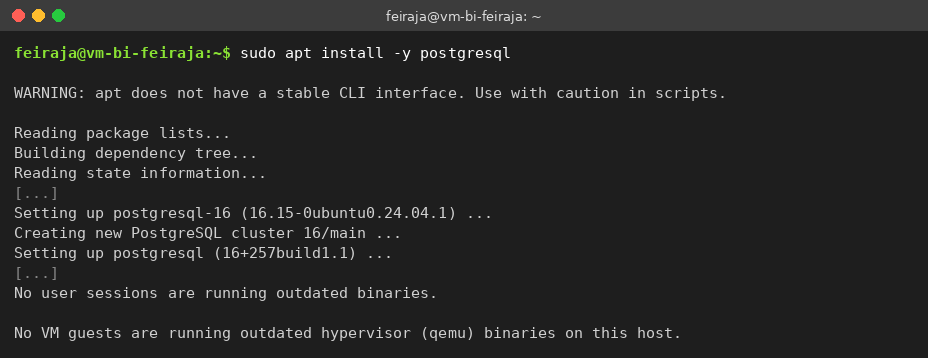 feiraja@vm-bi-feiraja: ~
feiraja@vm-bi-feiraja:~$ sudo apt install -y postgresql
WARNING: apt does not have a stable CLI interface. Use with caution in scripts.
Reading package lists...
Building dependency tree...
Reading state information...
[...]
Setting up postgresql-16 (16.15-0ubuntu0.24.04.1) ...
Creating new PostgreSQL cluster 16/main ...
Setting up postgresql (16+257build1.1) ...
[...]
No user sessions are running outdated binaries.
No VM guests are running outdated hypervisor (qemu) binaries on this host.